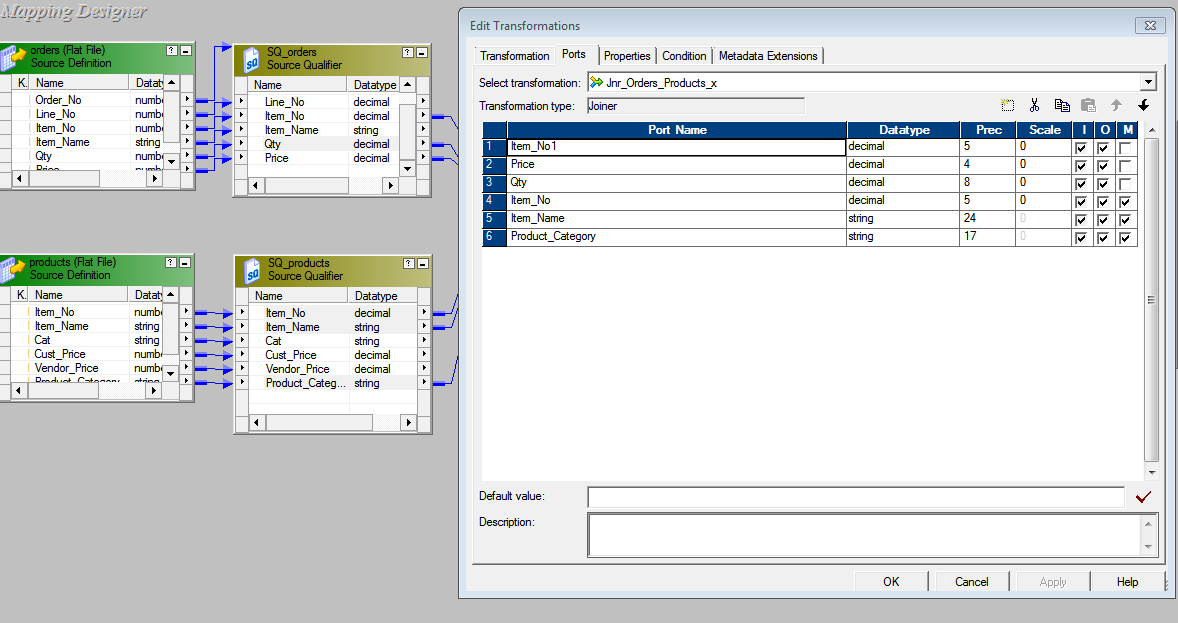 Mapping Designer
orders (Flat File)
Source Definition
K. Name Dataty
Order_No numbe
Line_No numbe
Item_No numbe
Item_Name string
Qty numbe
Price numbe
SQ_orders
Source Qualifier
Name Datatype
Line_No decimal
Item_No decimal
Item_Name string
Qty decimal
Price decimal
products (Flat File)
Source Definition
K. Name Dataty
Item_No numbe
Item_Name string
Cat string
Cust_Price numbe
Vendor_Price numbe
Product_Category string
SQ_products
Source Qualifier
Name Datatype
Item_No decimal
Item_Name string
Cat string
Cust_Price decimal
Vendor_Price decimal
Product_Categ... string
Edit Transformations
Transformation Ports Properties Condition Metadata Extensions
Select transformation: Jnr_Orders_Products_x
Transformation type: Joiner
Port Name Datatype Prec Scale I O M
1 Item_No1 decimal 5 0
2 Price decimal 4 0
3 Qty decimal 8 0
4 Item_No decimal 5 0
5 Item_Name string 24 0
6 Product_Category string 17 0
Default value:
Description:
OK Cancel Apply Help